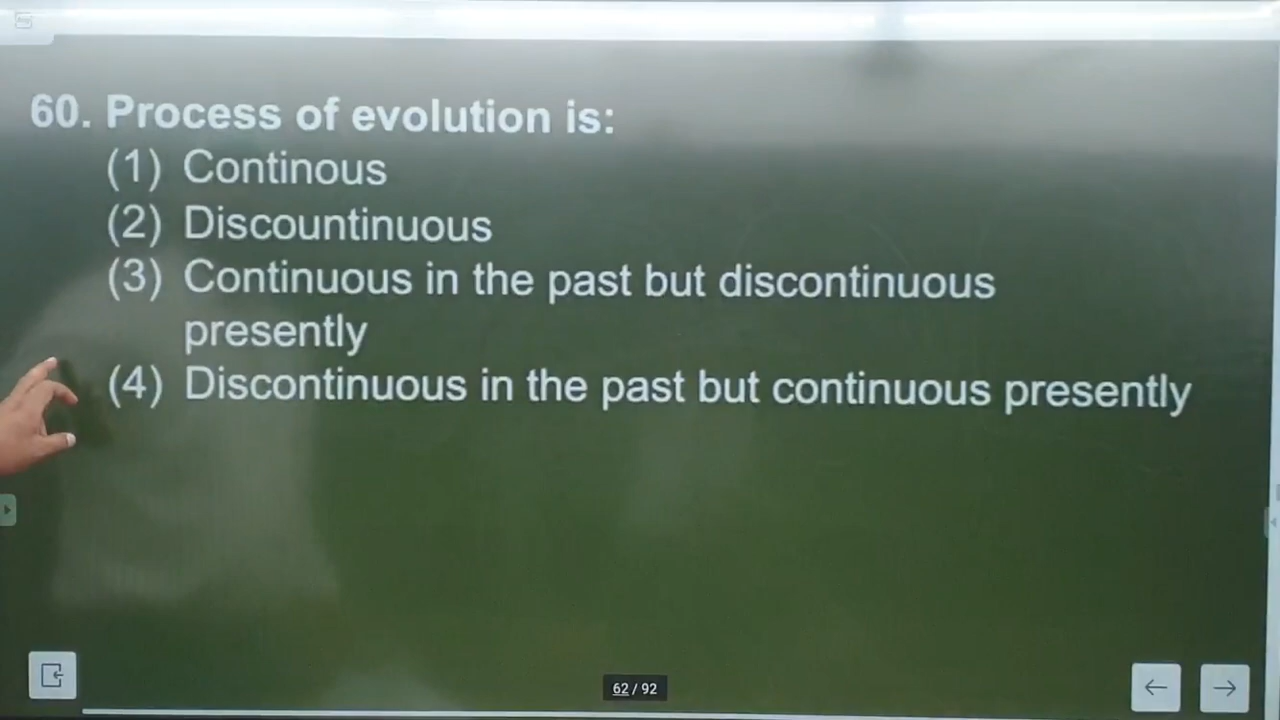 60. Process of evolution is:
(1) Continous
(2) Discountinuous
(3) Continuous in the past but discontinuous
presently
(4) Discontinuous in the past but continuous presently
62 / 92